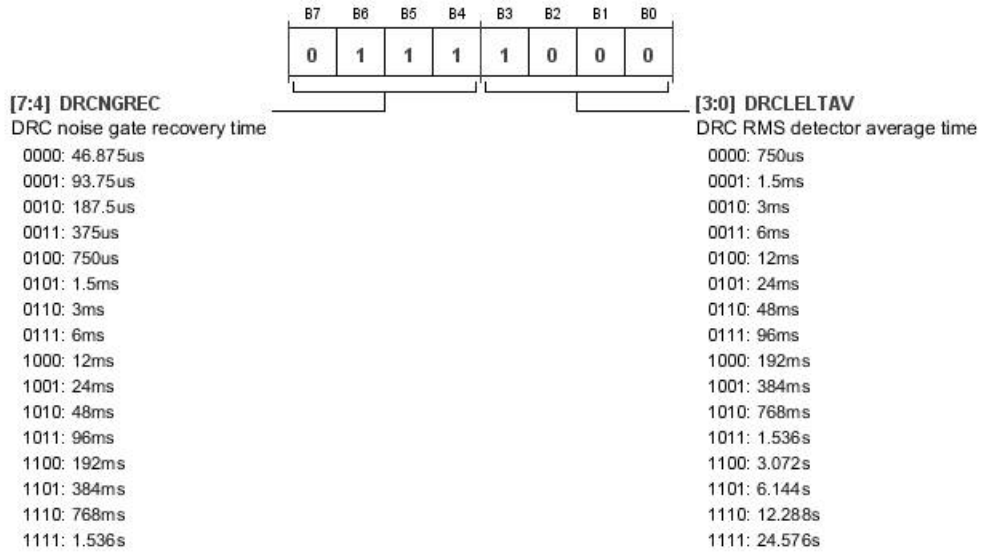 B7 B6 B5 B4 B3 B2 B1 B0
0 1 1 1 1 0 0 0
[7:4] DRCNGREC
DRC noise gate recovery time
0000: 46.875us
0001: 93.75us
0010: 187.5us
0011: 375us
0100: 750us
0101: 1.5ms
0110: 3ms
0111: 6ms
1000: 12ms
1001: 24ms
1010: 48ms
1011: 96ms
1100: 192ms
1101: 384ms
1110: 768ms
1111: 1.536s
[3:0] DRCLELTAV
DRC RMS detector average time
0000: 750us
0001: 1.5ms
0010: 3ms
0011: 6ms
0100: 12ms
0101: 24ms
0110: 48ms
0111: 96ms
1000: 192ms
1001: 384ms
1010: 768ms
1011: 1.536s
1100: 3.072s
1101: 6.144s
1110: 12.288s
1111: 24.576s